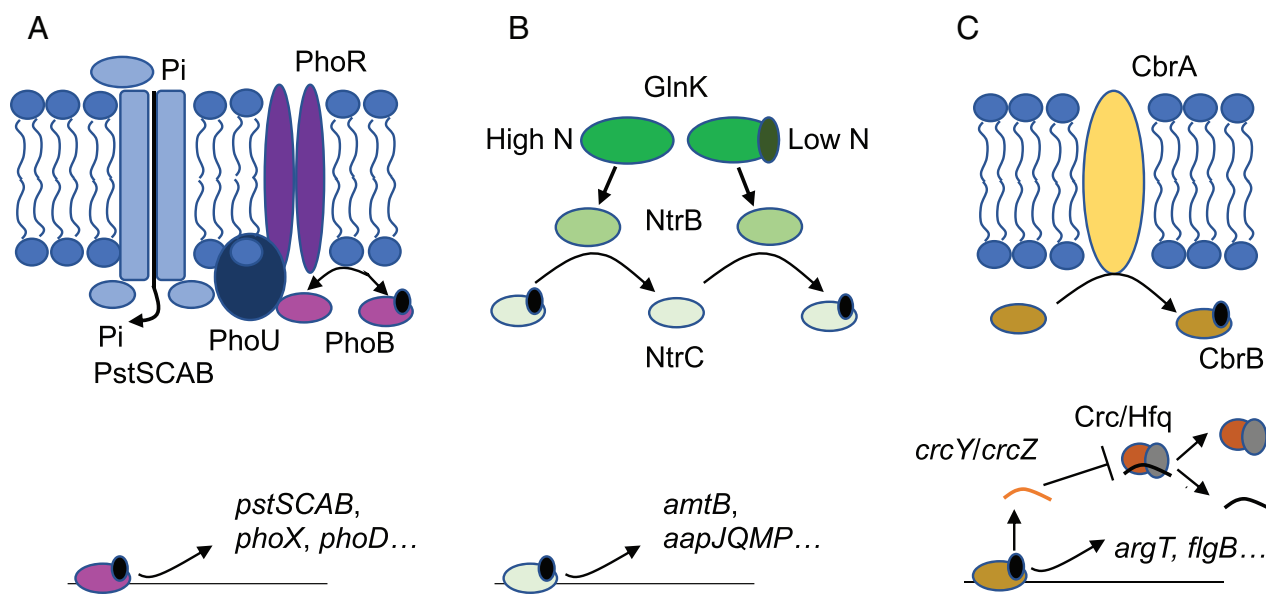 A
Pi
PhoR
Pi
PstSCAB
PhoU
PhoB
pstSCAB,
phoX, phoD…
B
GlnK
High N
Low N
NtrB
NtrC
amtB,
aapJQMP…
C
CbrA
CbrB
Crc/Hfq
crcY/crcZ
argT, flgB…